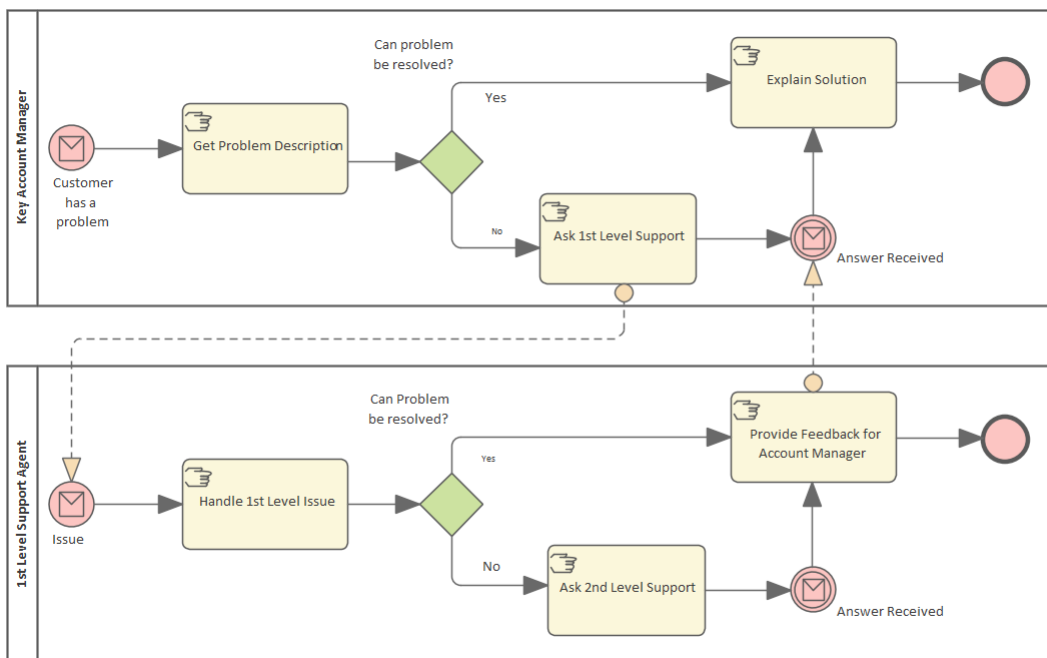 Key Account Manager
Can problem
be resolved?
Yes
Explain Solution
Get Problem Description
Customer
has a
problem
No
Ask 1st Level Support
Answer Received
1st Level Support Agent
Can Problem
be resolved?
Yes
Provide Feedback for
Account Manager
Handle 1st Level Issue
Issue
No
Ask 2nd Level Support
Answer Received